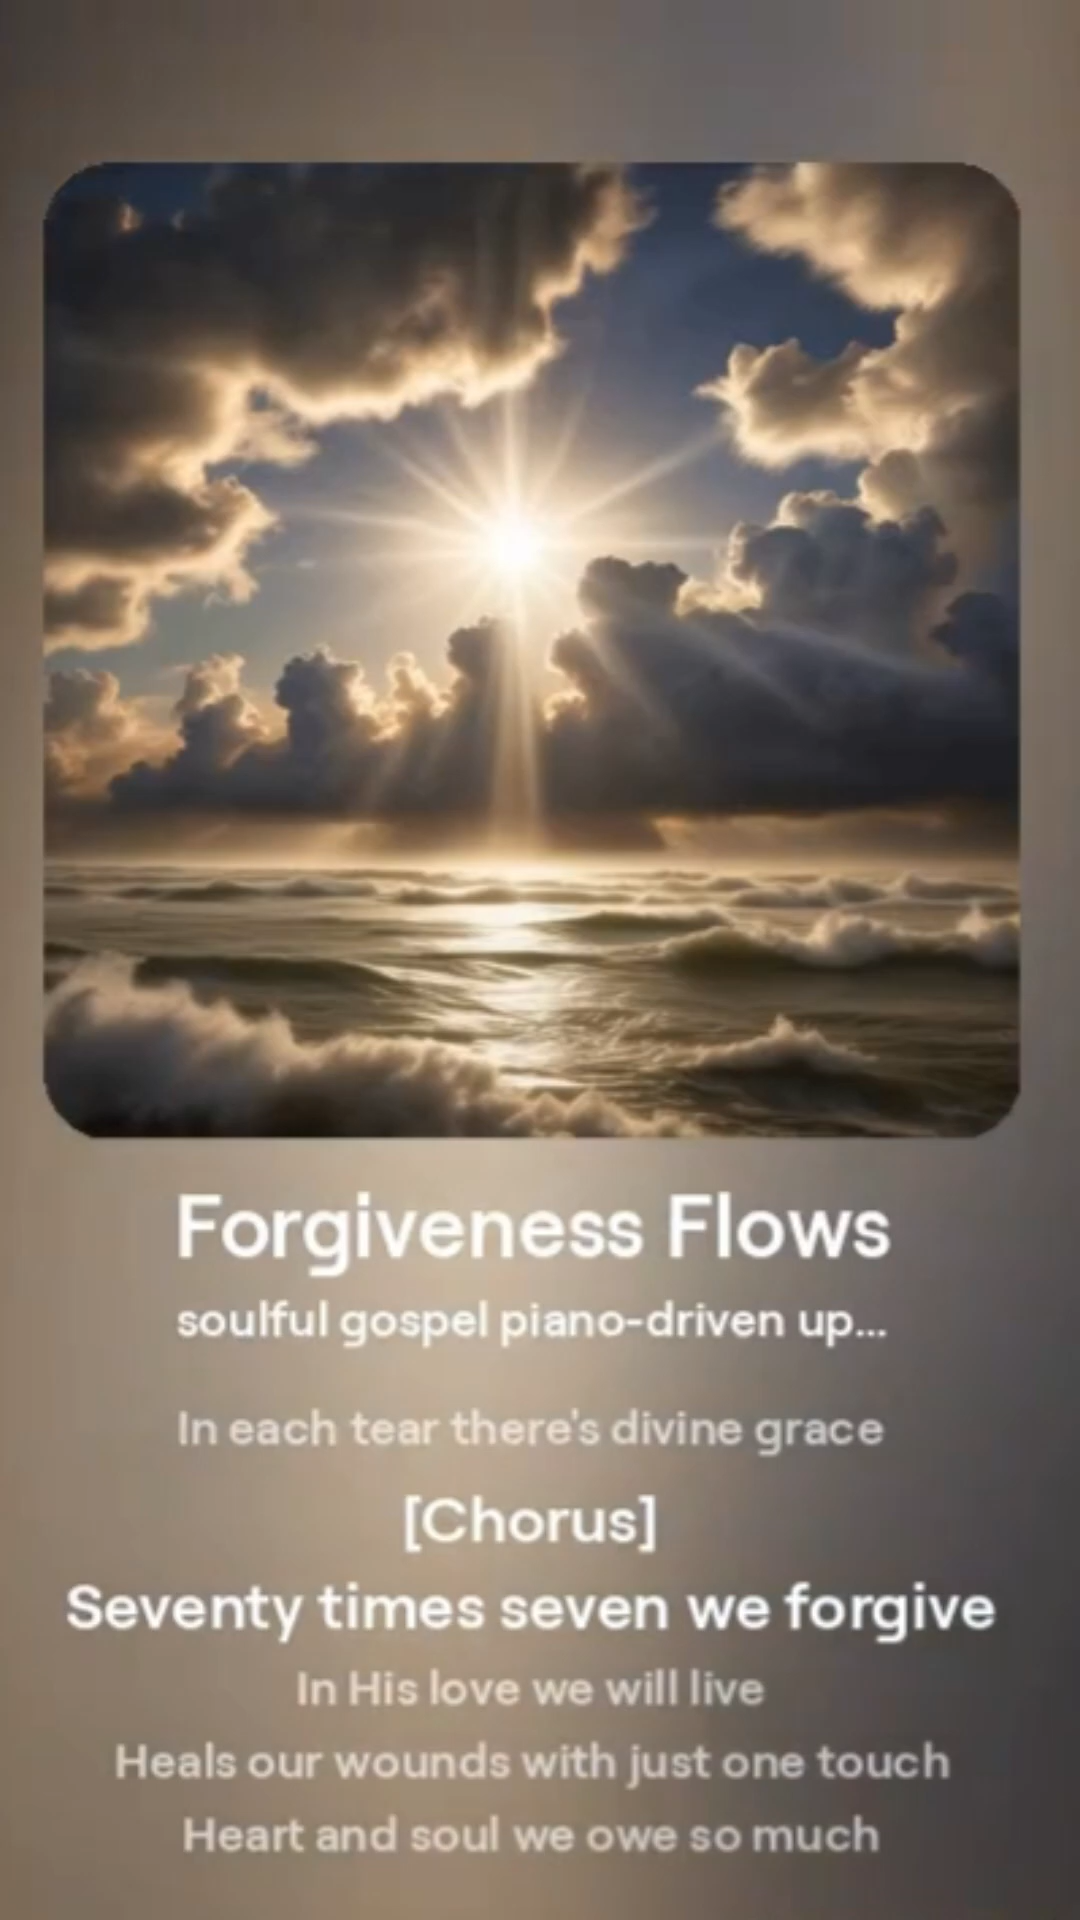 Forgiveness Flows
soulful gospel piano-driven up...
In each tear there's divine grace
[Chorus]
Seventy times seven we forgive
In His love we will live
Heals our wounds with just one touch
Heart and soul we owe so much